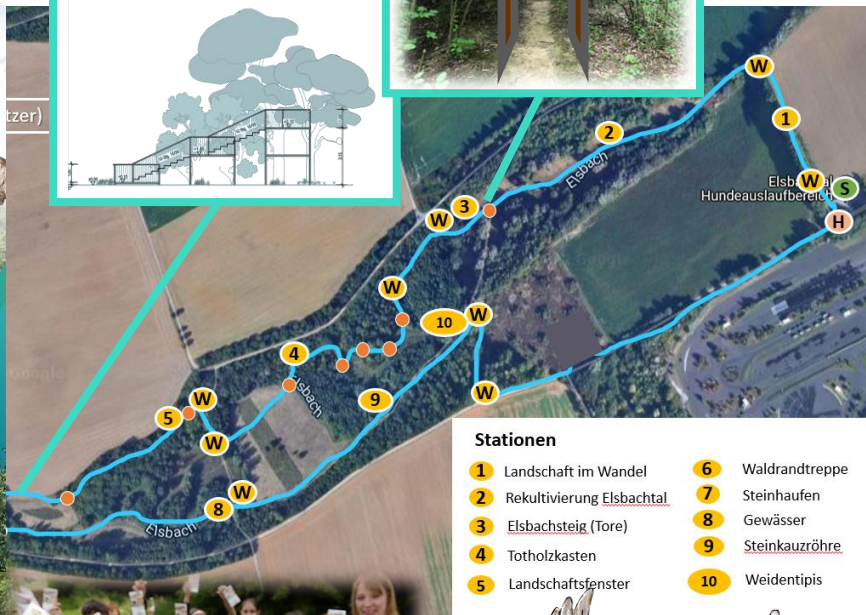 tzer)
W
1
2
Elsbach
W
S
Hundeauslaufbereich
H
3
W
W
10
W
4
Elsbach
9
W
5
W
W
8
W
Elsbach
Google
Stationen
1 Landschaft im Wandel
2 Rekultivierung Elsbachtal
3 Elsbachsteig (Tore)
4 Totholzkasten
5 Landschaftsfenster
6 Waldrandtreppe
7 Steinhaufen
8 Gewässer
9 Steinkauzröhre
10 Weidentipis